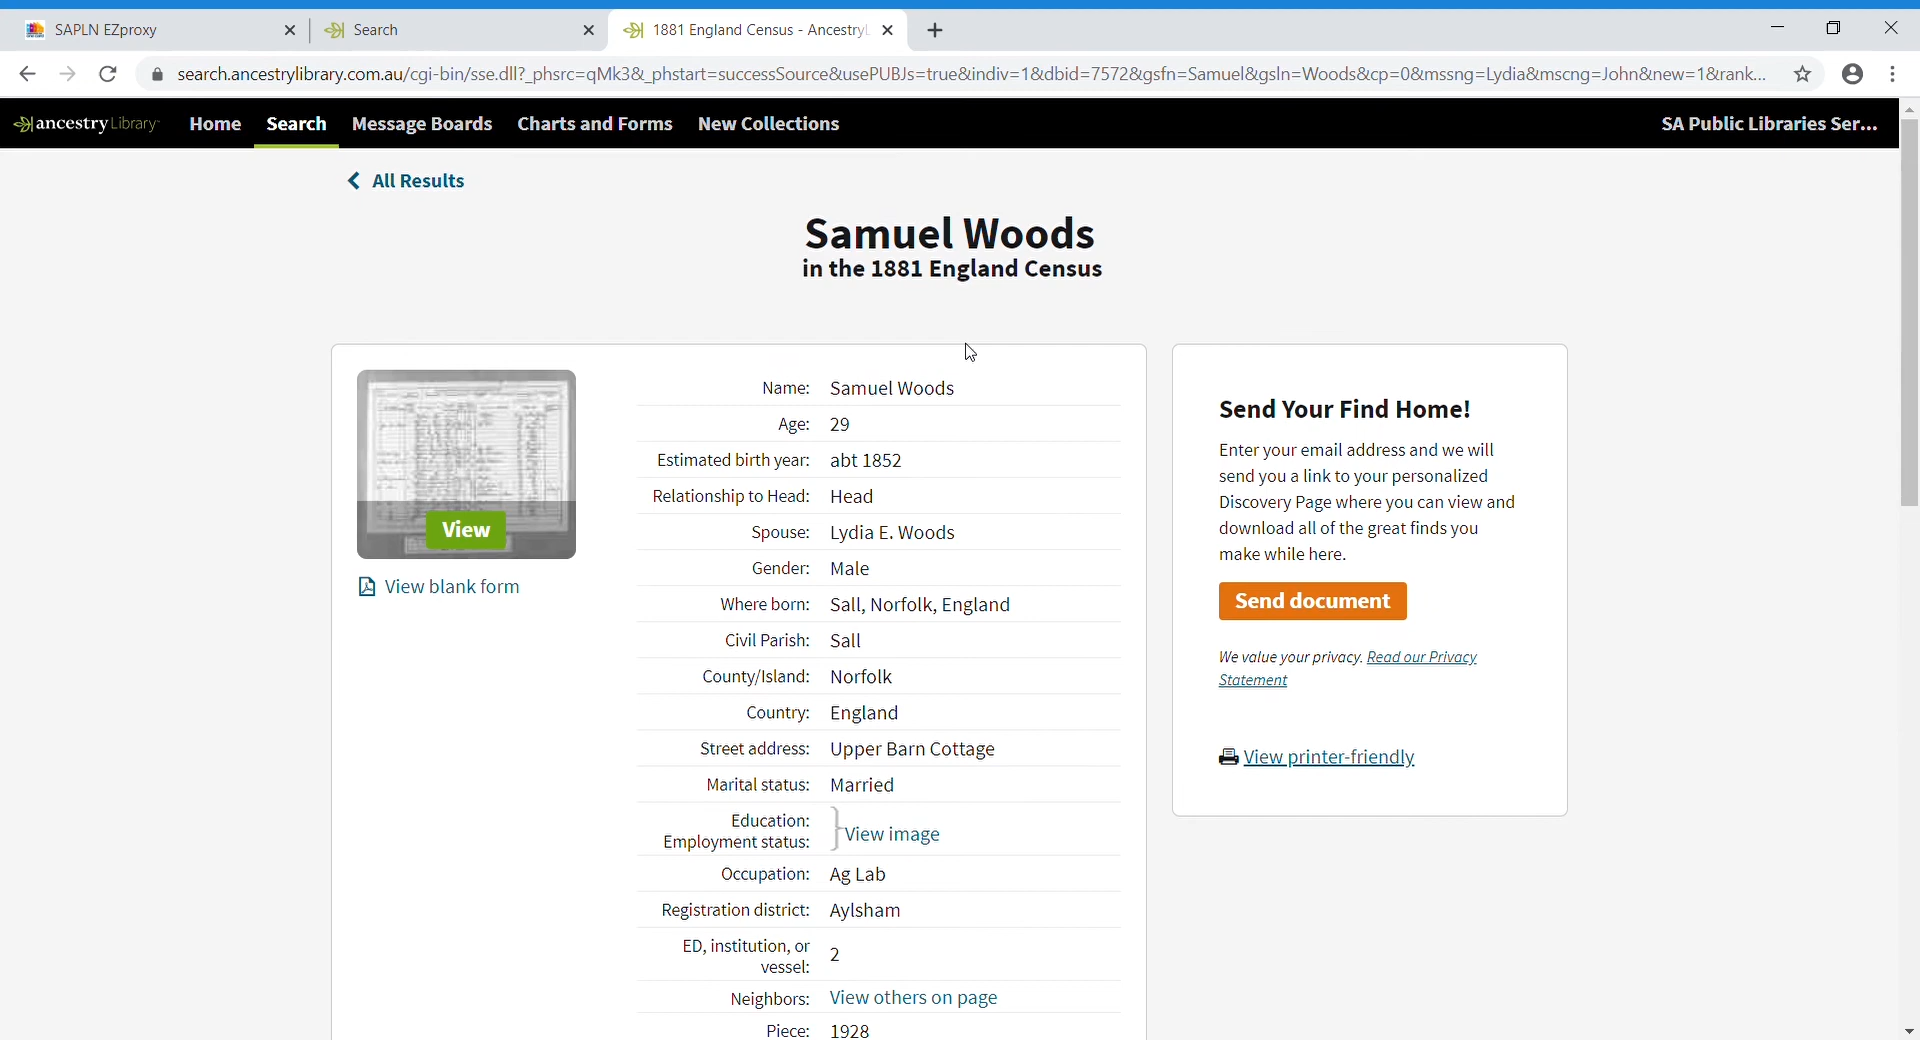 SAPLN EZproxy
Search
1881 England Census - Ancestry
search.ancestrylibrary.com.au/cgi-bin/sse.dll?_phsrc=qMk3&_phstart=successSource&usePUBJs=true&indiv=1&dbid=7572&gsfn=Samuel&gsln=Woods&cp=0&mssng=Lydia&mscng=John&new=1&rank...
ancestryLibrary Home Search Message Boards Charts and Forms New Collections SA Public Libraries Ser...
All Results
Samuel Woods
in the 1881 England Census
View
View blank form
Name: Samuel Woods
Age: 29
Estimated birth year: abt 1852
Relationship to Head: Head
Spouse: Lydia E. Woods
Gender: Male
Where born: Sall, Norfolk, England
Civil Parish: Sall
County/Island: Norfolk
Country: England
Street address: Upper Barn Cottage
Marital status: Married
Education:
Employment status:
View image
Occupation: Ag Lab
Registration district: Aylsham
ED, institution, or
vessel: 2
Neighbors: View others on page
Piece: 1928
Send Your Find Home!
Enter your email address and we will
send you a link to your personalized
Discovery Page where you can view and
download all of the great finds you
make while here.
Send document
We value your privacy. Read our Privacy
Statement
View printer-friendly